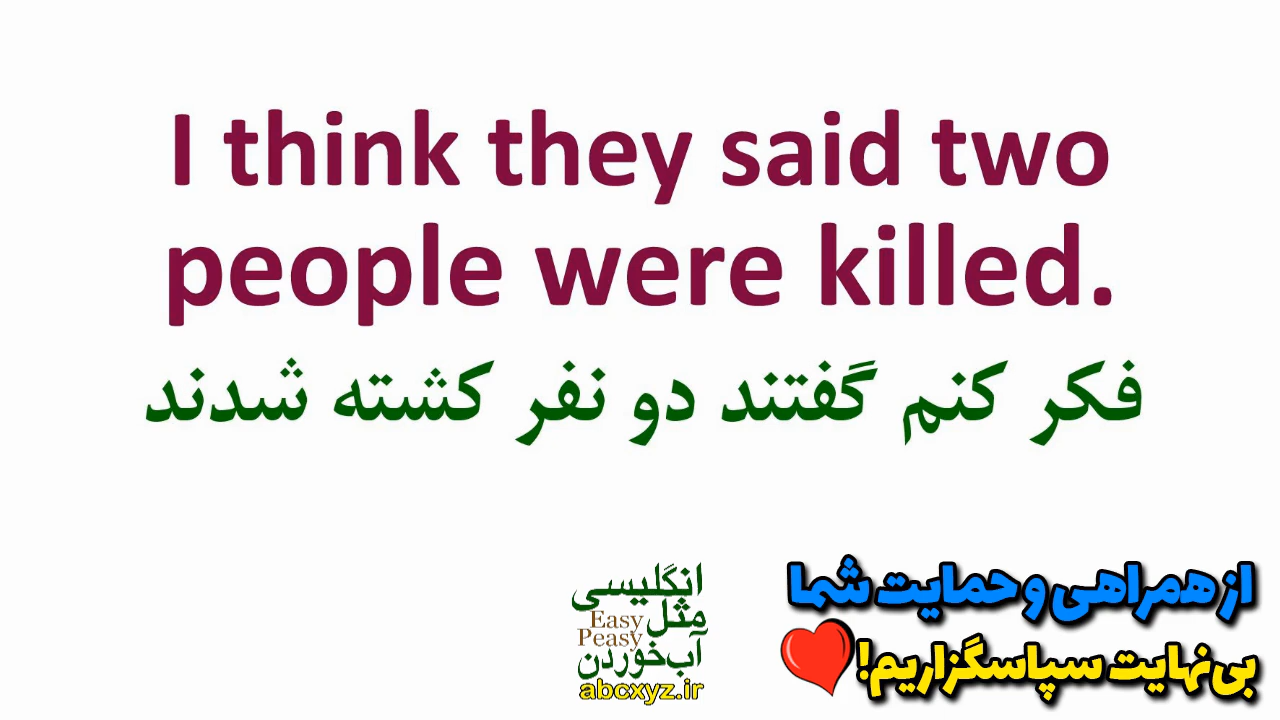 I think they said two
people were killed.
فکر کنم گفتند دو نفر کشته شدند
انگلیسی
مثل
Easy
Peasy
آب‌خوردن
abcxyz.ir
از همراهی و حمایت شما
بی‌نهایت سپاسگزاریم!